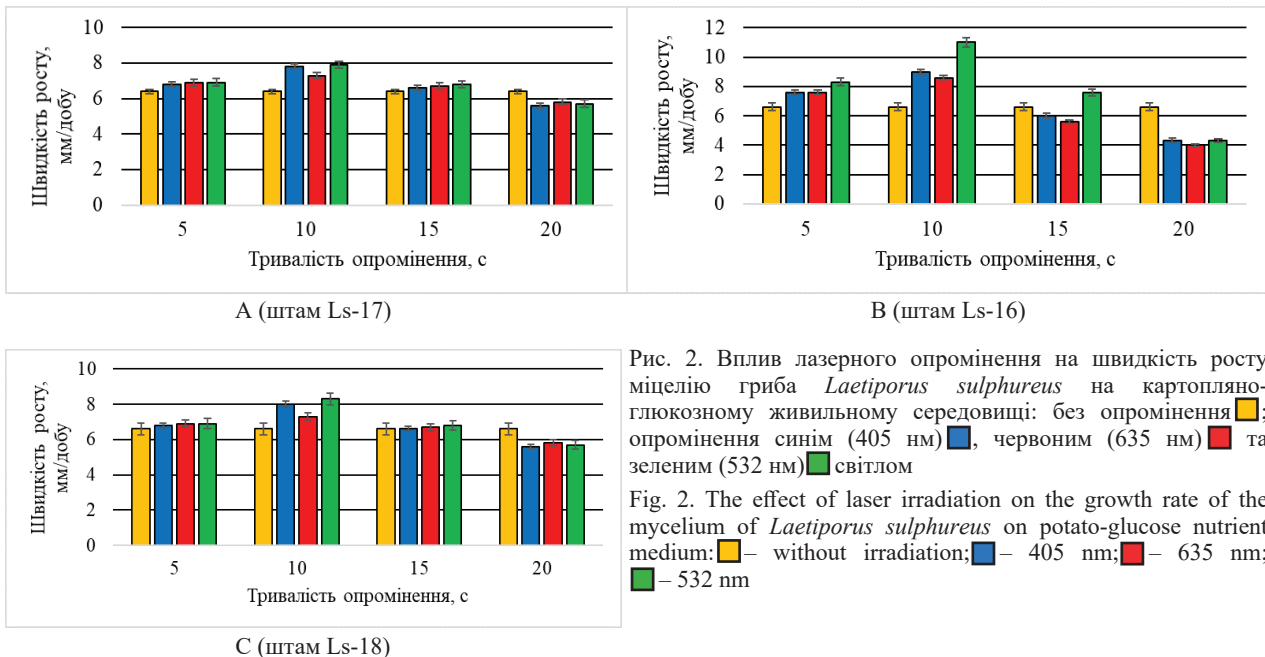 10
8
6
4
2
0
Швидкість росту,
мм/добу
5 10 15 20
Тривалість опромінення, с
А (штам Ls-17)
12
10
8
6
4
2
0
Швидкість росту,
мм/добу
5 10 15 20
Тривалість опромінення, с
В (штам Ls-16)
10
8
6
4
2
0
Швидкість росту,
мм/добу
5 10 15 20
Тривалість опромінення, с
С (штам Ls-18)
Рис. 2. Вплив лазерного опромінення на швидкість росту
міцелію гриба Laetiporus sulphureus на картопляно-
глюкозному живильному середовищі: без опромінення ;
опромінення синім (405 нм) , червоним (635 нм) та
зеленим (532 нм) світлом
Fig. 2. The effect of laser irradiation on the growth rate of the
mycelium of Laetiporus sulphureus on potato-glucose nutrient
medium: – without irradiation; – 405 nm; – 635 nm;
– 532 nm